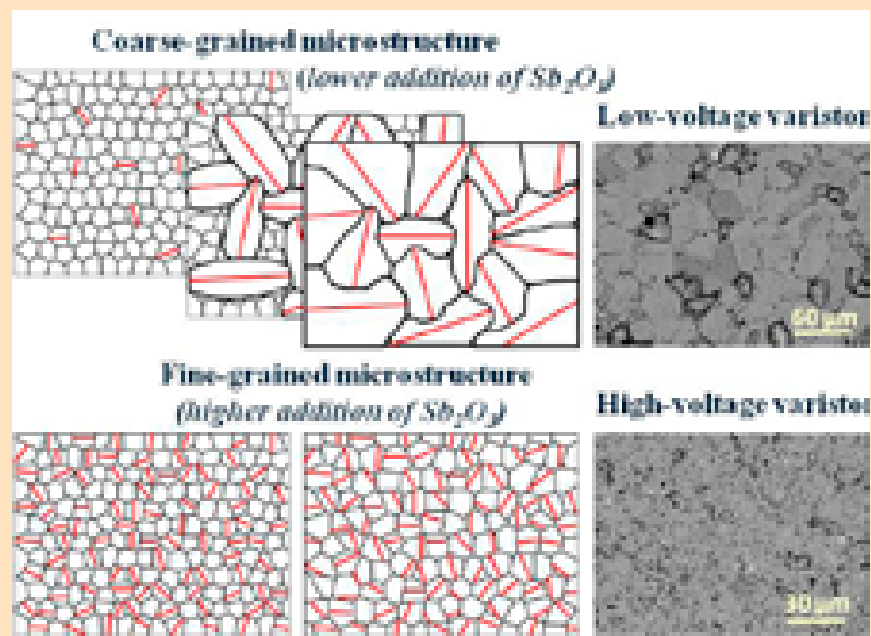 Coarse-grained microstructure
(lower addition of Sb₂O₃)
Low-voltage varistor
60 µm
Fine-grained microstructure
(higher addition of Sb₂O₃)
High-voltage varistor
30 µm